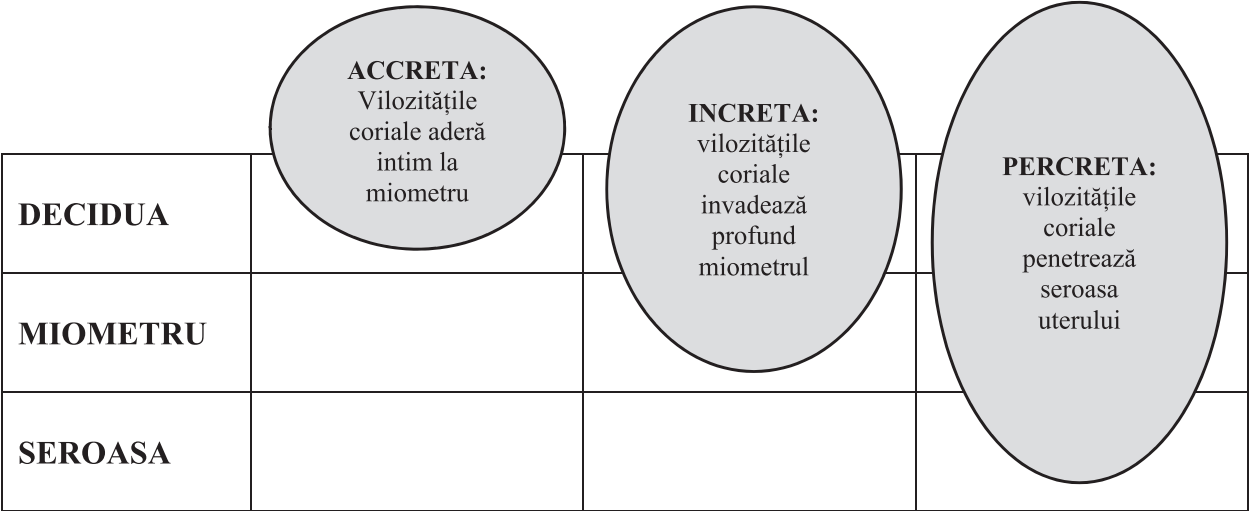 ACCRETA:
Vilozitățile
coriale aderă
intim la
miometru
INCRETA:
vilozitățile
coriale
invadează
profund
miometrul
PERCRETA:
vilozitățile
coriale
penetrează
seroasa
uterului
DECIDUA
MIOMETRU
SEROASA